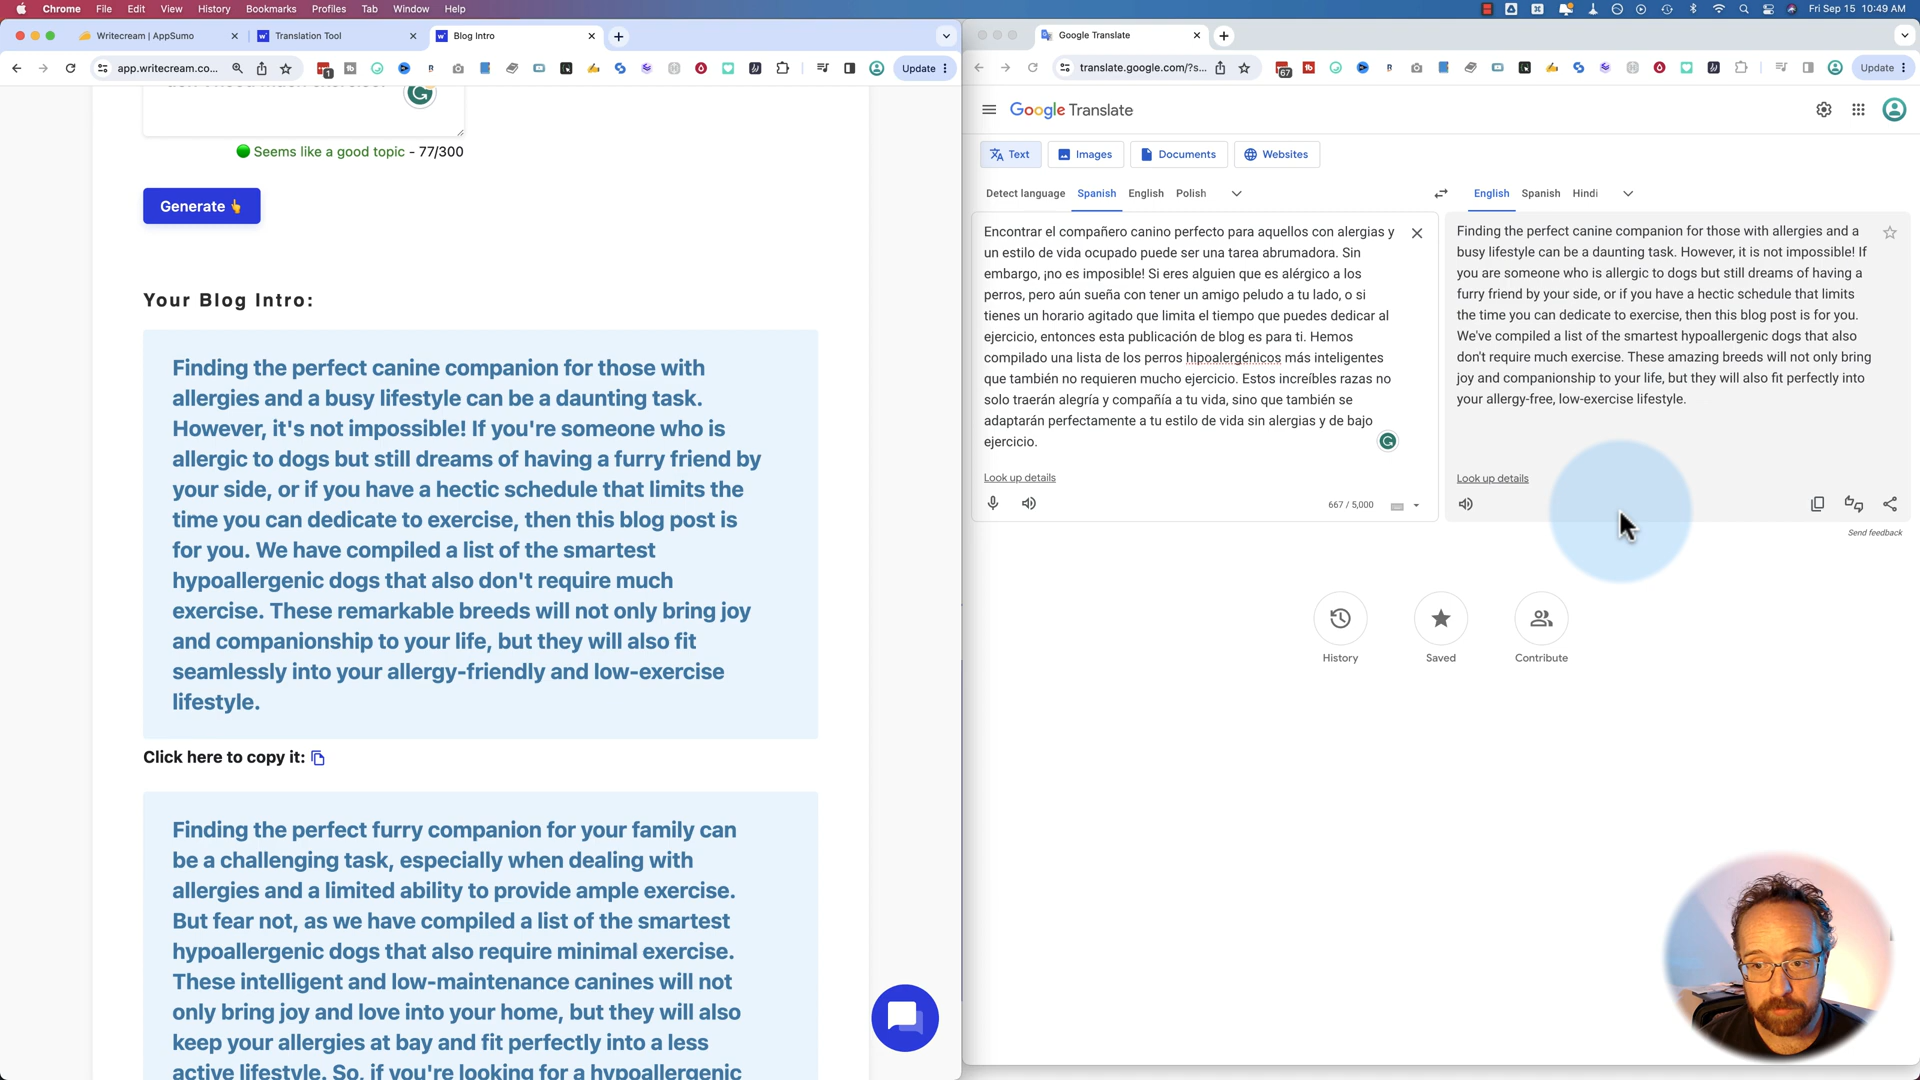 Chrome File Edit View History Bookmarks Profiles Tab Window Help
Fri Sep 15 10:49 AM
Writecream | AppSumo
Translation Tool
Blog Intro
app.writecream.co...
Update
Seems like a good topic - 77/300
Generate
Your Blog Intro:
Finding the perfect canine companion for those with
allergies and a busy lifestyle can be a daunting task.
However, it's not impossible! If you're someone who is
allergic to dogs but still dreams of having a furry friend by
your side, or if you have a hectic schedule that limits the
time you can dedicate to exercise, then this blog post is
for you. We have compiled a list of the smartest
hypoallergenic dogs that also don't require much
exercise. These remarkable breeds will not only bring joy
and companionship to your life, but they will also fit
seamlessly into your allergy-friendly and low-exercise
lifestyle.
Click here to copy it:
Finding the perfect furry companion for your family can
be a challenging task, especially when dealing with
allergies and a limited ability to provide ample exercise.
But fear not, as we have compiled a list of the smartest
hypoallergenic dogs that also require minimal exercise.
These intelligent and low-maintenance canines will not
only bring joy and love into your home, but they will also
keep your allergies at bay and fit perfectly into a less
active lifestyle. So, if you're looking for a hypoallergenic
Google Translate
translate.google.com/?s...
67
Update
Google Translate
Text
Images
Documents
Websites
Detect language Spanish English Polish
English Spanish Hindi
Encontrar el compañero canino perfecto para aquellos con alergias y
un estilo de vida ocupado puede ser una tarea abrumadora. Sin
embargo, ¡no es imposible! Si eres alguien que es alérgico a los
perros, pero aún sueña con tener un amigo peludo a tu lado, o si
tienes un horario agitado que limita el tiempo que puedes dedicar al
ejercicio, entonces esta publicación de blog es para ti. Hemos
compilado una lista de los perros hipoalergénicos más inteligentes
que también no requieren mucho ejercicio. Estos increíbles razas no
solo traerán alegría y compañía a tu vida, sino que también se
adaptarán perfectamente a tu estilo de vida sin alergias y de bajo
ejercicio.
Look up details
667 / 5,000
Finding the perfect canine companion for those with allergies and a
busy lifestyle can be a daunting task. However, it is not impossible! If
you are someone who is allergic to dogs but still dreams of having a
furry friend by your side, or if you have a hectic schedule that limits
the time you can dedicate to exercise, then this blog post is for you.
We've compiled a list of the smartest hypoallergenic dogs that also
don't require much exercise. These amazing breeds will not only bring
joy and companionship to your life, but they will also fit perfectly into
your allergy-free, low-exercise lifestyle.
Look up details
Send feedback
History
Saved
Contribute